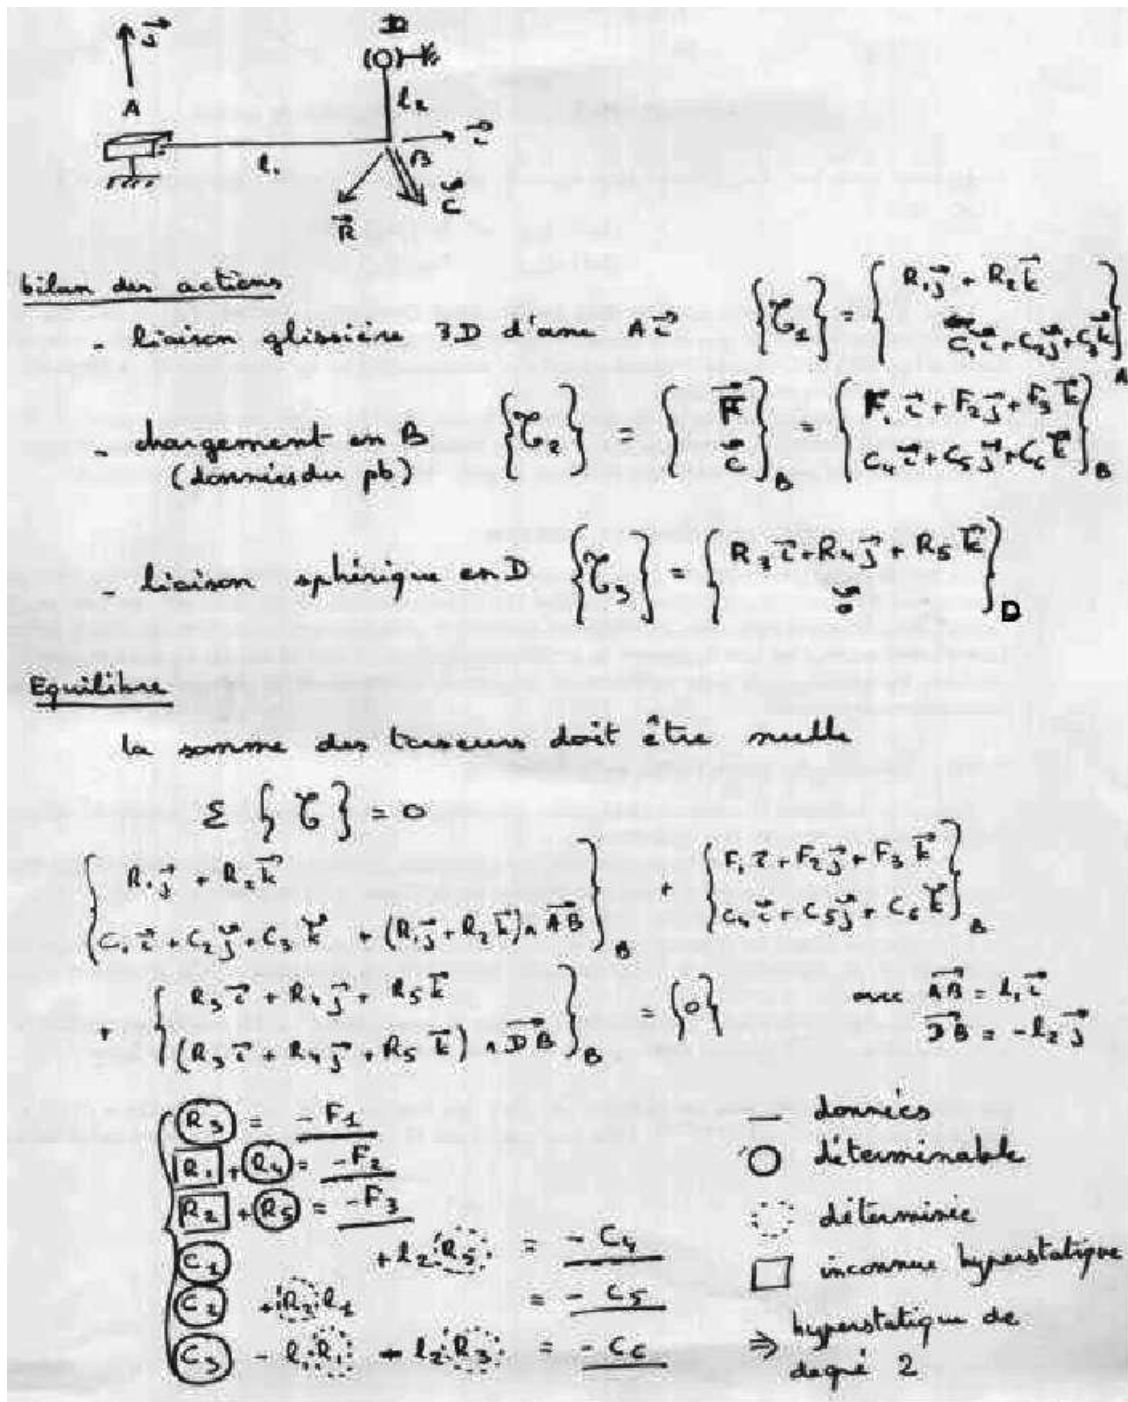 j⃗
D
l₂
A
i⃗
B
l₁
C⃗
R⃗
bilan des actions
- liaison glissière 3D d'axe A i⃗ {τ₁} = { R₁ j⃗ + R₂ k⃗ / C₁ i⃗ + C₂ j⃗ + C₃ k⃗ }A
- chargement en B {τ₂} = { F⃗ / C⃗ }B = { F₁ i⃗ + F₂ j⃗ + F₃ k⃗ / C₄ i⃗ + C₅ j⃗ + C₆ k⃗ }B
(données du pb)
- liaison sphérique en D {τ₃} = { R₃ i⃗ + R₄ j⃗ + R₅ k⃗ / 0⃗ }D
Equilibre
la somme des torseurs doit être nulle
Σ {τ} = 0
{ R₁ j⃗ + R₂ k⃗ / C₁ i⃗ + C₂ j⃗ + C₃ k⃗ + (R₁ j⃗ + R₂ k⃗) ∧ AB⃗ }B + { F₁ i⃗ + F₂ j⃗ + F₃ k⃗ / C₄ i⃗ + C₅ j⃗ + C₆ k⃗ }B
+ { R₃ i⃗ + R₄ j⃗ + R₅ k⃗ / (R₃ i⃗ + R₄ j⃗ + R₅ k⃗) ∧ DB⃗ }B = {0} avec AB⃗ = l₁ i⃗
DB⃗ = -l₂ j⃗
R₃ = -F₁
R₁ + R₄ = -F₂
R₂ + R₅ = -F₃
C₁ + l₂ R₅ = -C₄
C₂ + R₂ l₁ = -C₅
C₃ - l₁ R₁ - l₂ R₃ = -C₆
données
déterminable
déterminée
inconnue hyperstatique
⇒ hyperstatique de
degré 2